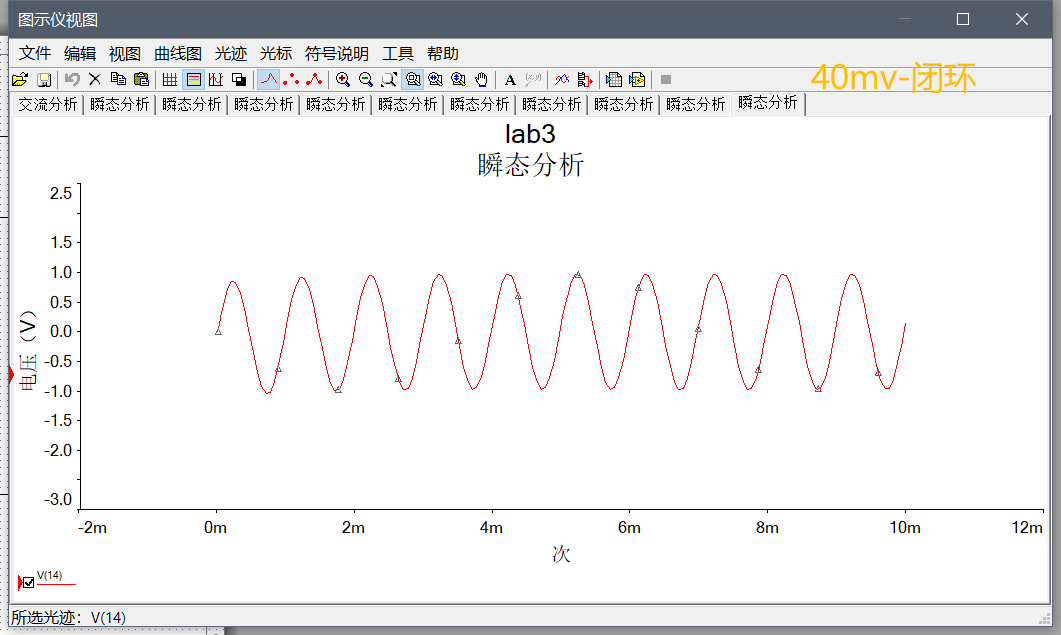 图示仪视图
文件 编辑 视图 曲线图 光迹 光标 符号说明 工具 帮助
A
40mv-闭环
交流分析 瞬态分析 瞬态分析 瞬态分析 瞬态分析 瞬态分析 瞬态分析 瞬态分析 瞬态分析 瞬态分析 瞬态分析
lab3
瞬态分析
2.5
1.5
1.0
0.5
0.0
-0.5
-1.0
-1.5
-2.0
-3.0
电压（V）
-2m 0m 2m 4m 6m 8m 10m 12m
次
V(14)
所选光迹：V(14)